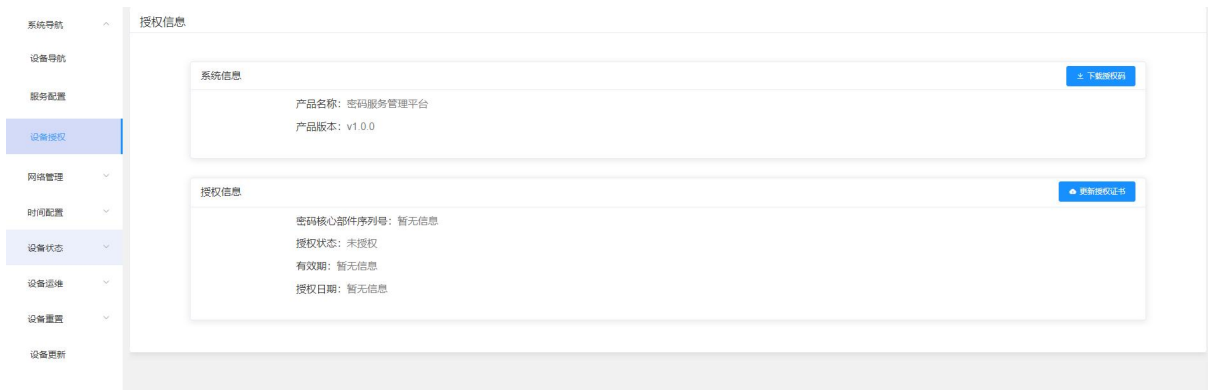 系统导航
设备导航
服务配置
设备授权
网络管理
时间配置
设备状态
设备运维
设备重置
设备更新
授权信息
系统信息
下载授权码
产品名称：密码服务管理平台
产品版本：v1.0.0
授权信息
更新授权证书
密码核心部件序列号：暂无信息
授权状态：未授权
有效期：暂无信息
授权日期：暂无信息